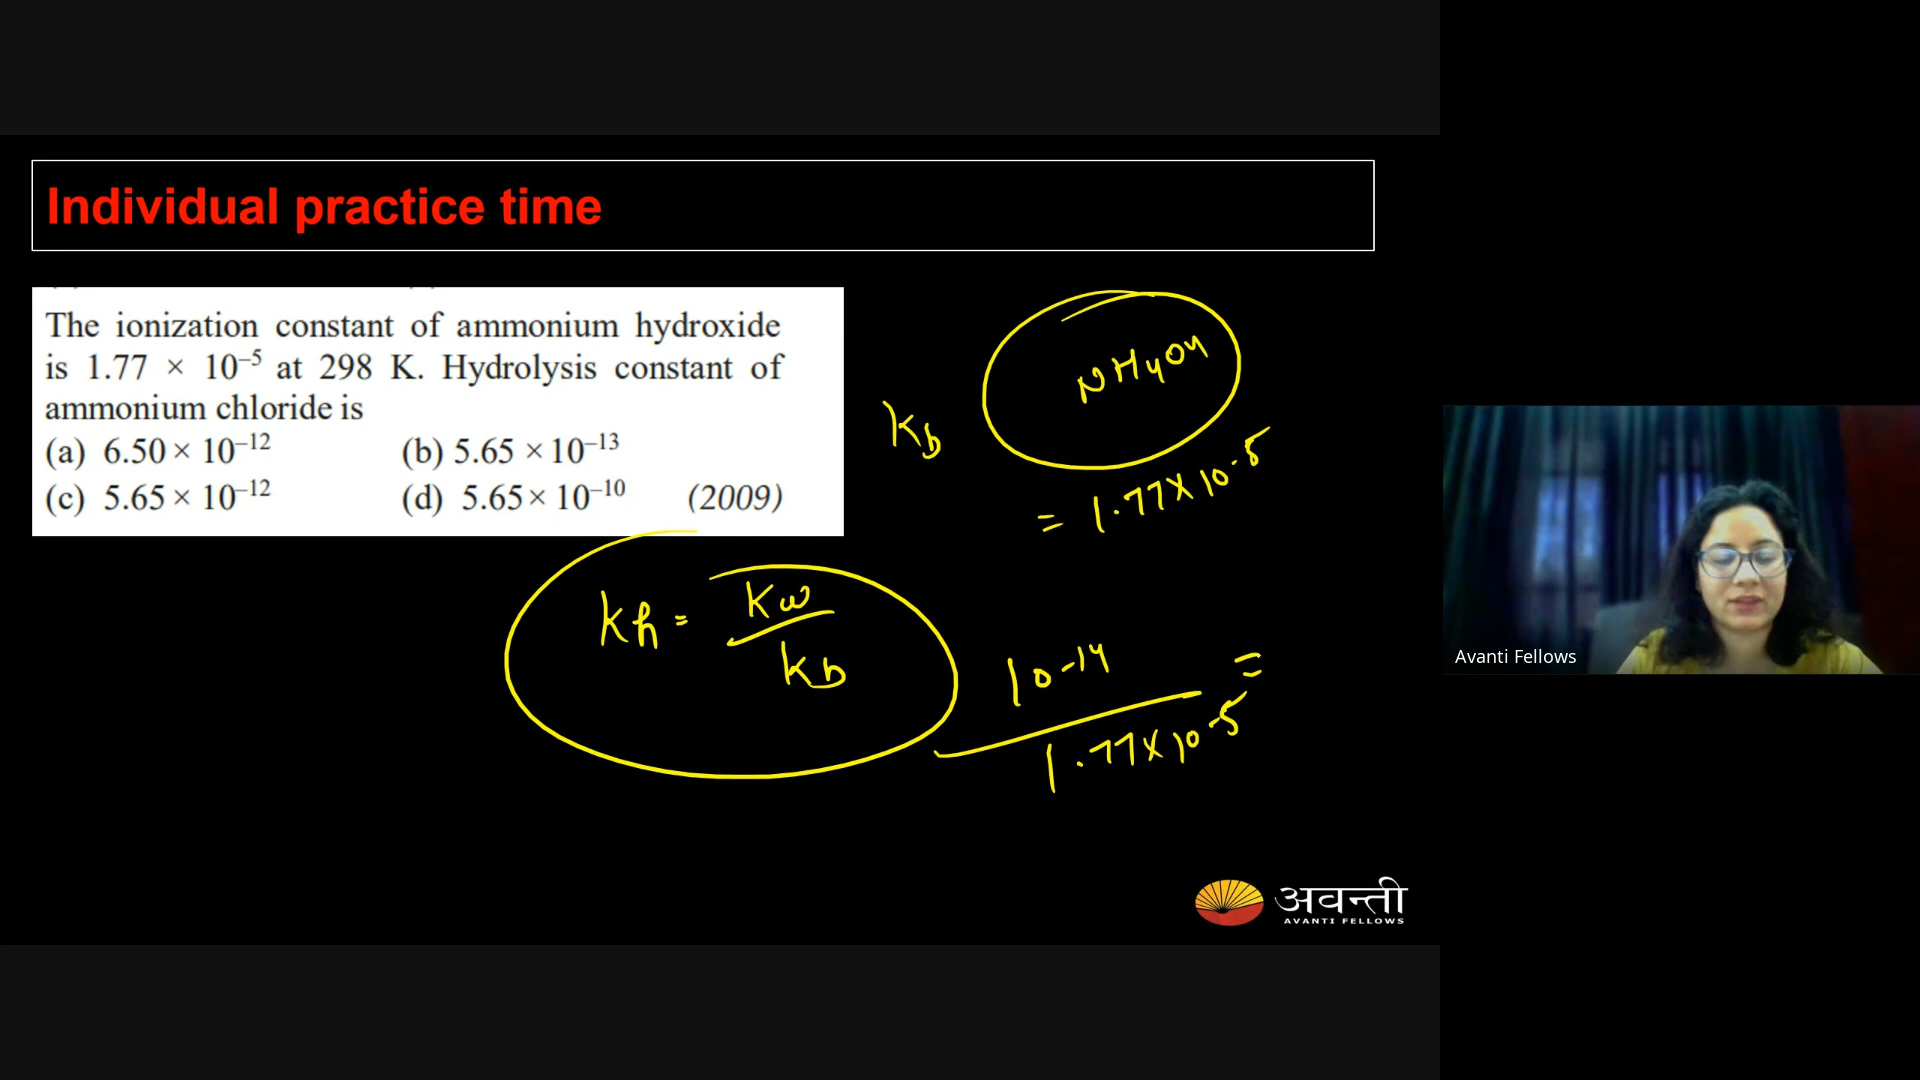 Individual practice time
The ionization constant of ammonium hydroxide
is 1.77 × 10⁻⁵ at 298 K. Hydrolysis constant of
ammonium chloride is
(a) 6.50 × 10⁻¹² (b) 5.65 × 10⁻¹³
(c) 5.65 × 10⁻¹² (d) 5.65 × 10⁻¹⁰ (2009)
Kb NH4OH
= 1.77 X 10-5
Kh = Kw / Kb
10-14 / 1.77 X 10-5 =
Avanti Fellows
अवन्ती
AVANTI FELLOWS